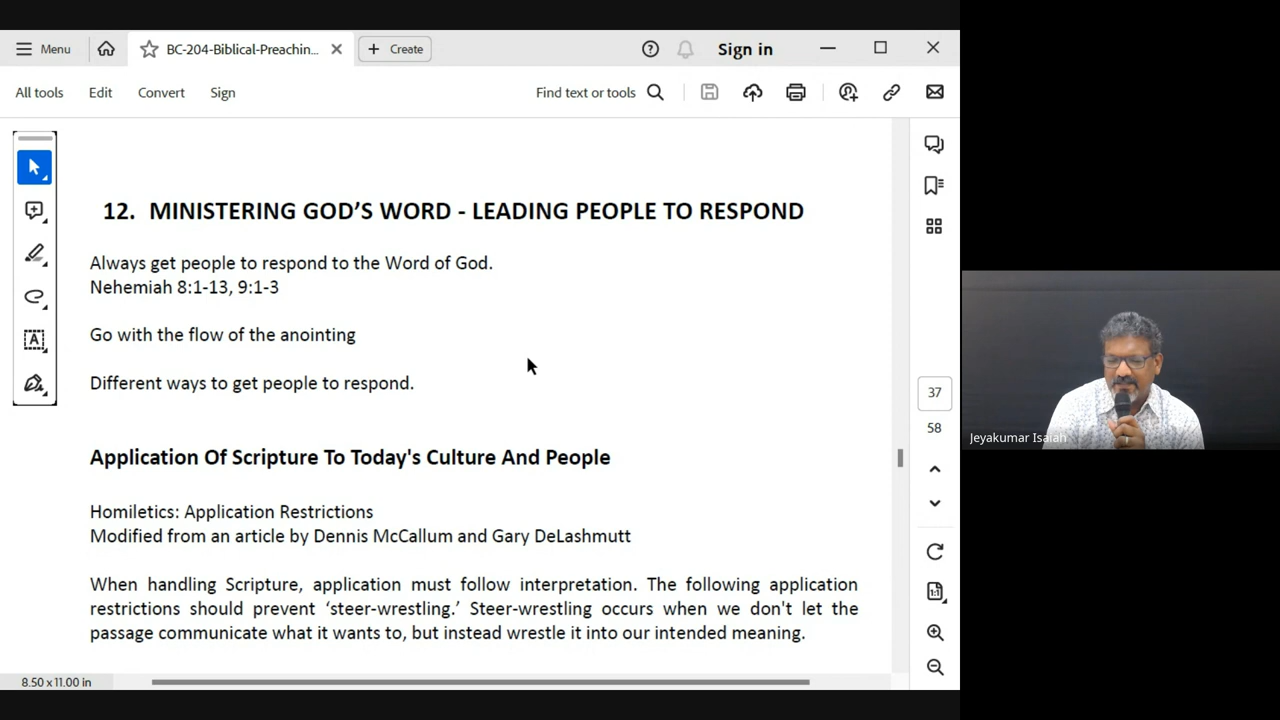 Menu
BC-204-Biblical-Preachin...
Create
Sign in
All tools
Edit
Convert
Sign
Find text or tools
12. MINISTERING GOD'S WORD - LEADING PEOPLE TO RESPOND
Always get people to respond to the Word of God.
Nehemiah 8:1-13, 9:1-3
Go with the flow of the anointing
Different ways to get people to respond.
Application Of Scripture To Today's Culture And People
Homiletics: Application Restrictions
Modified from an article by Dennis McCallum and Gary DeLashmutt
When handling Scripture, application must follow interpretation. The following application
restrictions should prevent 'steer-wrestling.' Steer-wrestling occurs when we don't let the
passage communicate what it wants to, but instead wrestle it into our intended meaning.
37
58
8.50 x 11.00 in
Jeyakumar Isaiah